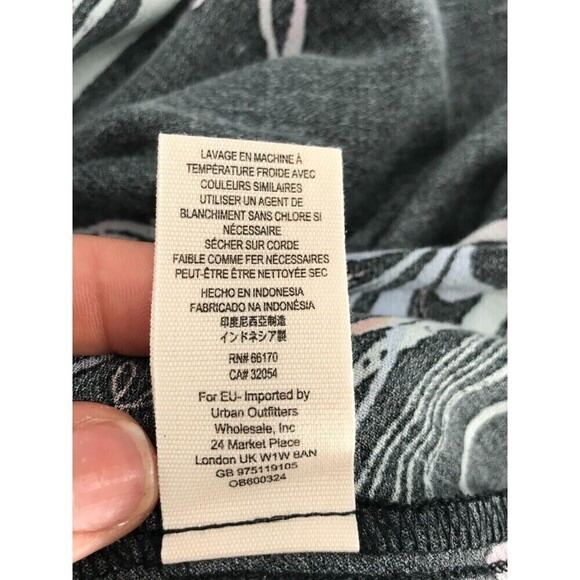 LAVAGE EN MACHINE À
TEMPÉRATURE FROIDE AVEC
COULEURS SIMILAIRES
UTILISER UN AGENT DE
BLANCHIMENT SANS CHLORE SI
NÉCESSAIRE
SÉCHER SUR CORDE
FAIBLE COMME FER NÉCESSAIRES
PEUT-ÊTRE ÊTRE NETTOYÉE SEC
HECHO EN INDONESIA
FABRICADO NA INDONÉSIA
印度尼西亞制造
インドネシア製
RN# 66170
CA# 32054
For EU- Imported by
Urban Outfitters
Wholesale, Inc
24 Market Place
London UK W1W 8AN
GB 975119105
OB600324